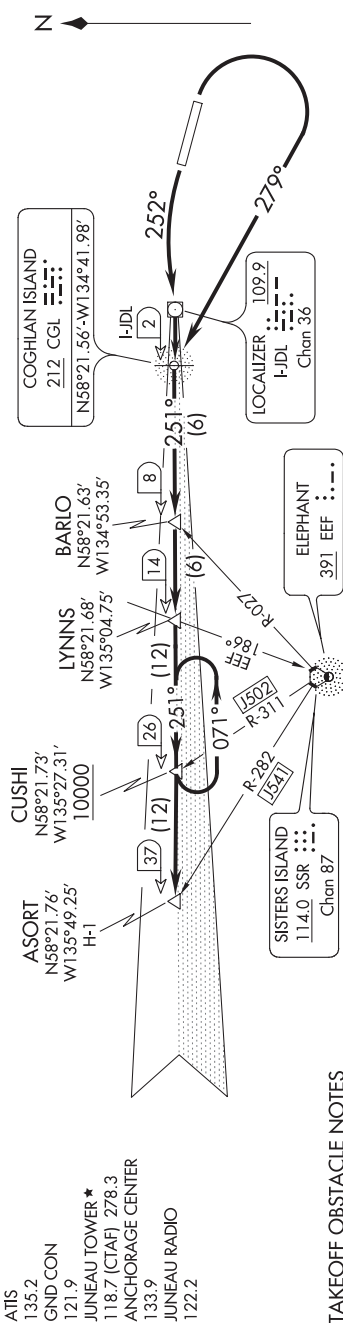 ATIS
135.2
GND CON
121.9
JUNEAU TOWER★
118.7 (CTAF) 278.3
ANCHORAGE CENTER
133.9
JUNEAU RADIO
122.2
TAKEOFF OBSTACLE NOTES
ASORT
N58°21.76'
W135°49.25'
H-1
CUSHI
N58°21.73'
W135°27.31'
10000
LYNNS
N58°21.68'
W135°04.75'
BARLO
N58°21.63'
W134°53.35'
COGHLAN ISLAND
212 CGL
N58°21.56'-W134°41.98'
N
37
26
14
8
I-JDL
2
(12)
(12)
(6)
(6)
251°
251°
071°
252°
279°
LOCALIZER 109.9
I-JDL
Chan 36
R-282
J541
J502
R-311
EEF
186°
R-027
SISTERS ISLAND
114.0 SSR
Chan 87
ELEPHANT
391 EEF